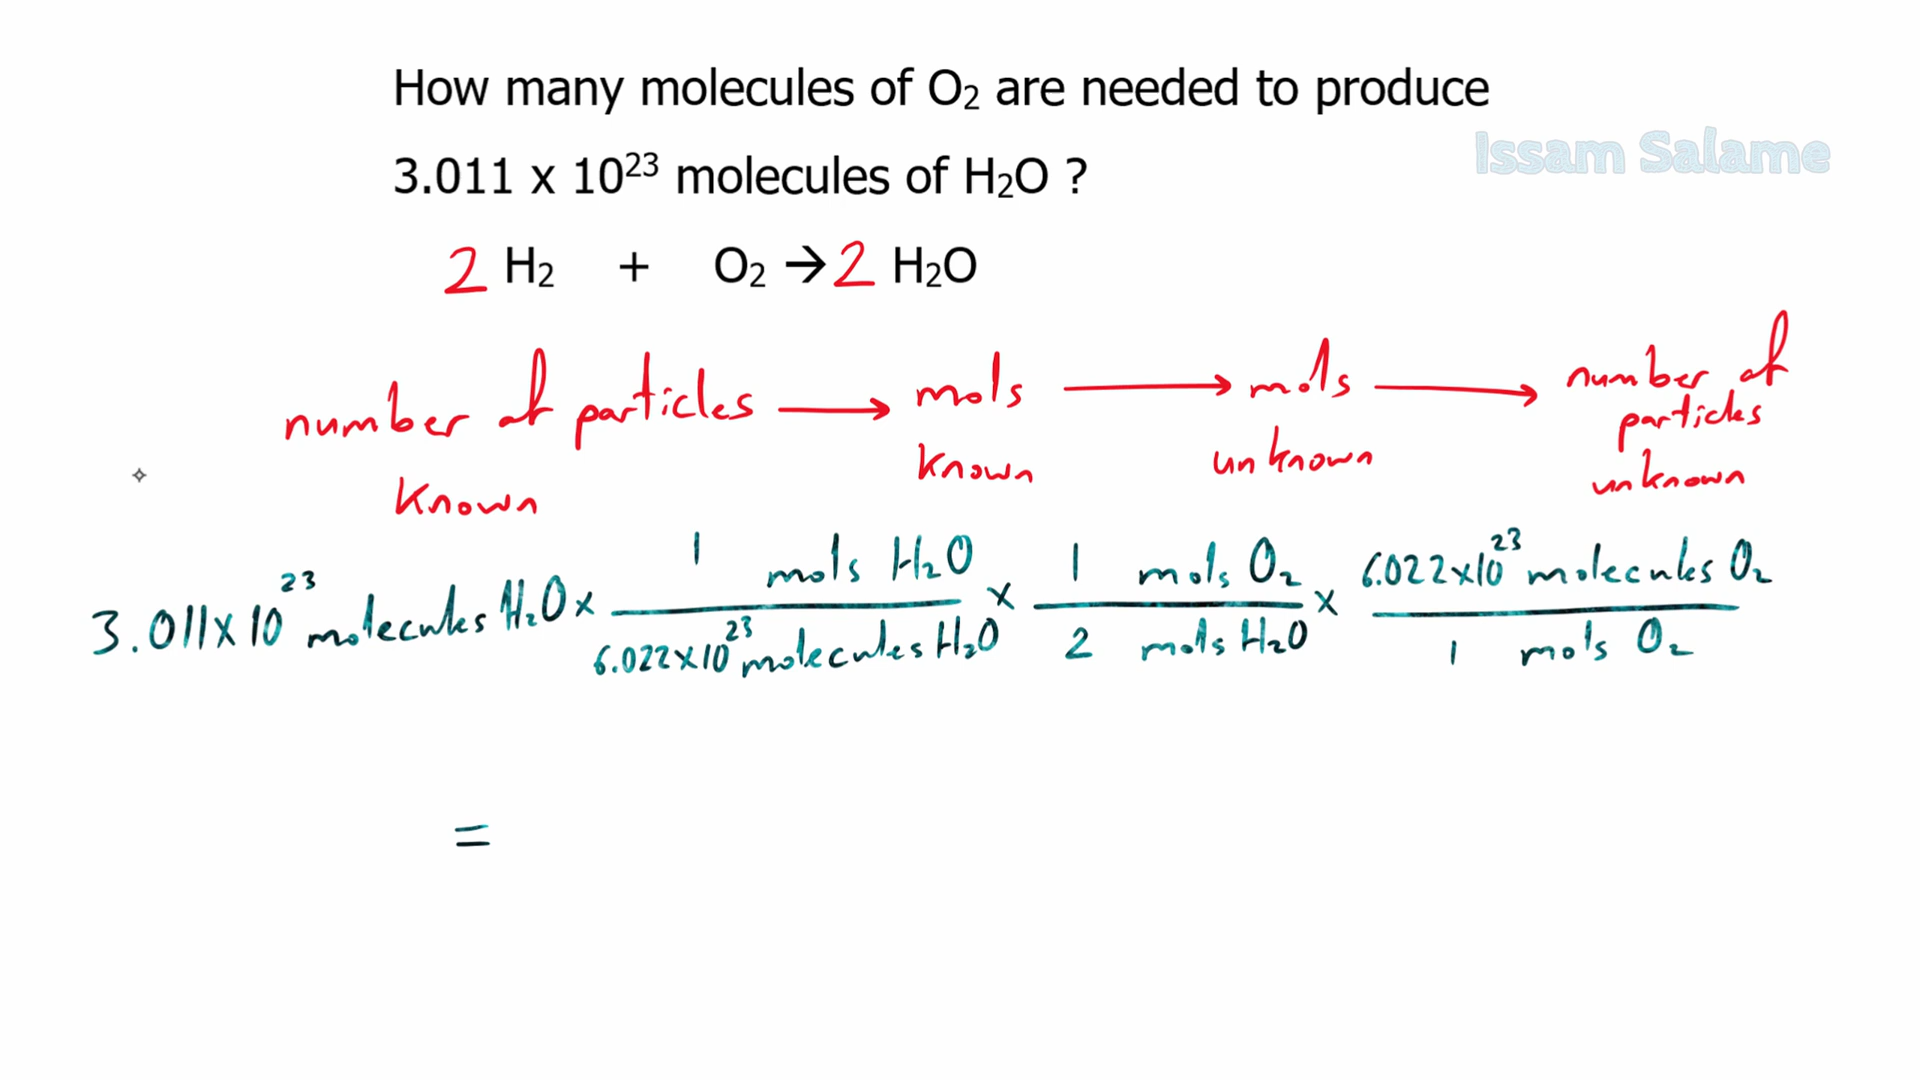 How many molecules of O₂ are needed to produce
Issam Salame
3.011 x 10²³ molecules of H₂O ?
2 H₂ + O₂ → 2 H₂O
number of particles → mols → mols → number of particles
known known unknown unknown
3.011 x 10²³ molecules H₂O x 1 mols H₂O / 6.022 x 10²³ molecules H₂O x 1 mols O₂ / 2 mols H₂O x 6.022 x 10²³ molecules O₂ / 1 mols O₂
=